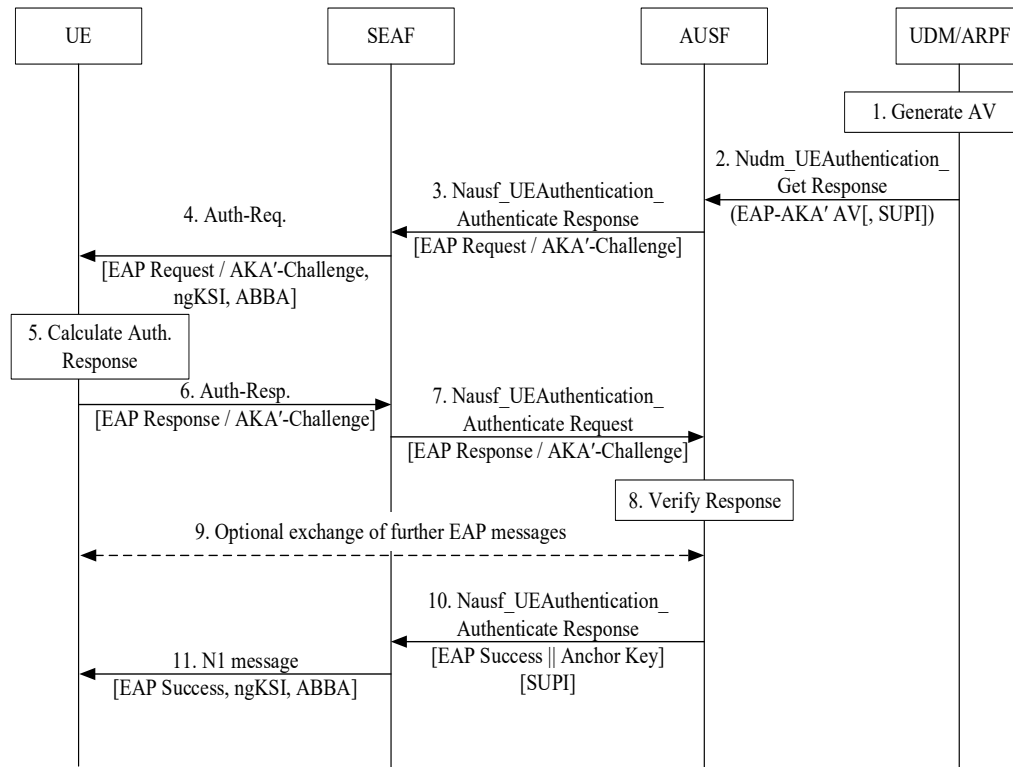 UE
SEAF
AUSF
UDM/ARPF
1. Generate AV
2. Nudm_UEAuthentication_
Get Response
(EAP-AKA′ AV[, SUPI])
3. Nausf_UEAuthentication_
Authenticate Response
[EAP Request / AKA′-Challenge]
4. Auth-Req.
[EAP Request / AKA′-Challenge,
ngKSI, ABBA]
5. Calculate Auth.
Response
6. Auth-Resp.
[EAP Response / AKA′-Challenge]
7. Nausf_UEAuthentication_
Authenticate Request
[EAP Response / AKA′-Challenge]
8. Verify Response
9. Optional exchange of further EAP messages
10. Nausf_UEAuthentication_
Authenticate Response
[EAP Success || Anchor Key]
[SUPI]
11. N1 message
[EAP Success, ngKSI, ABBA]